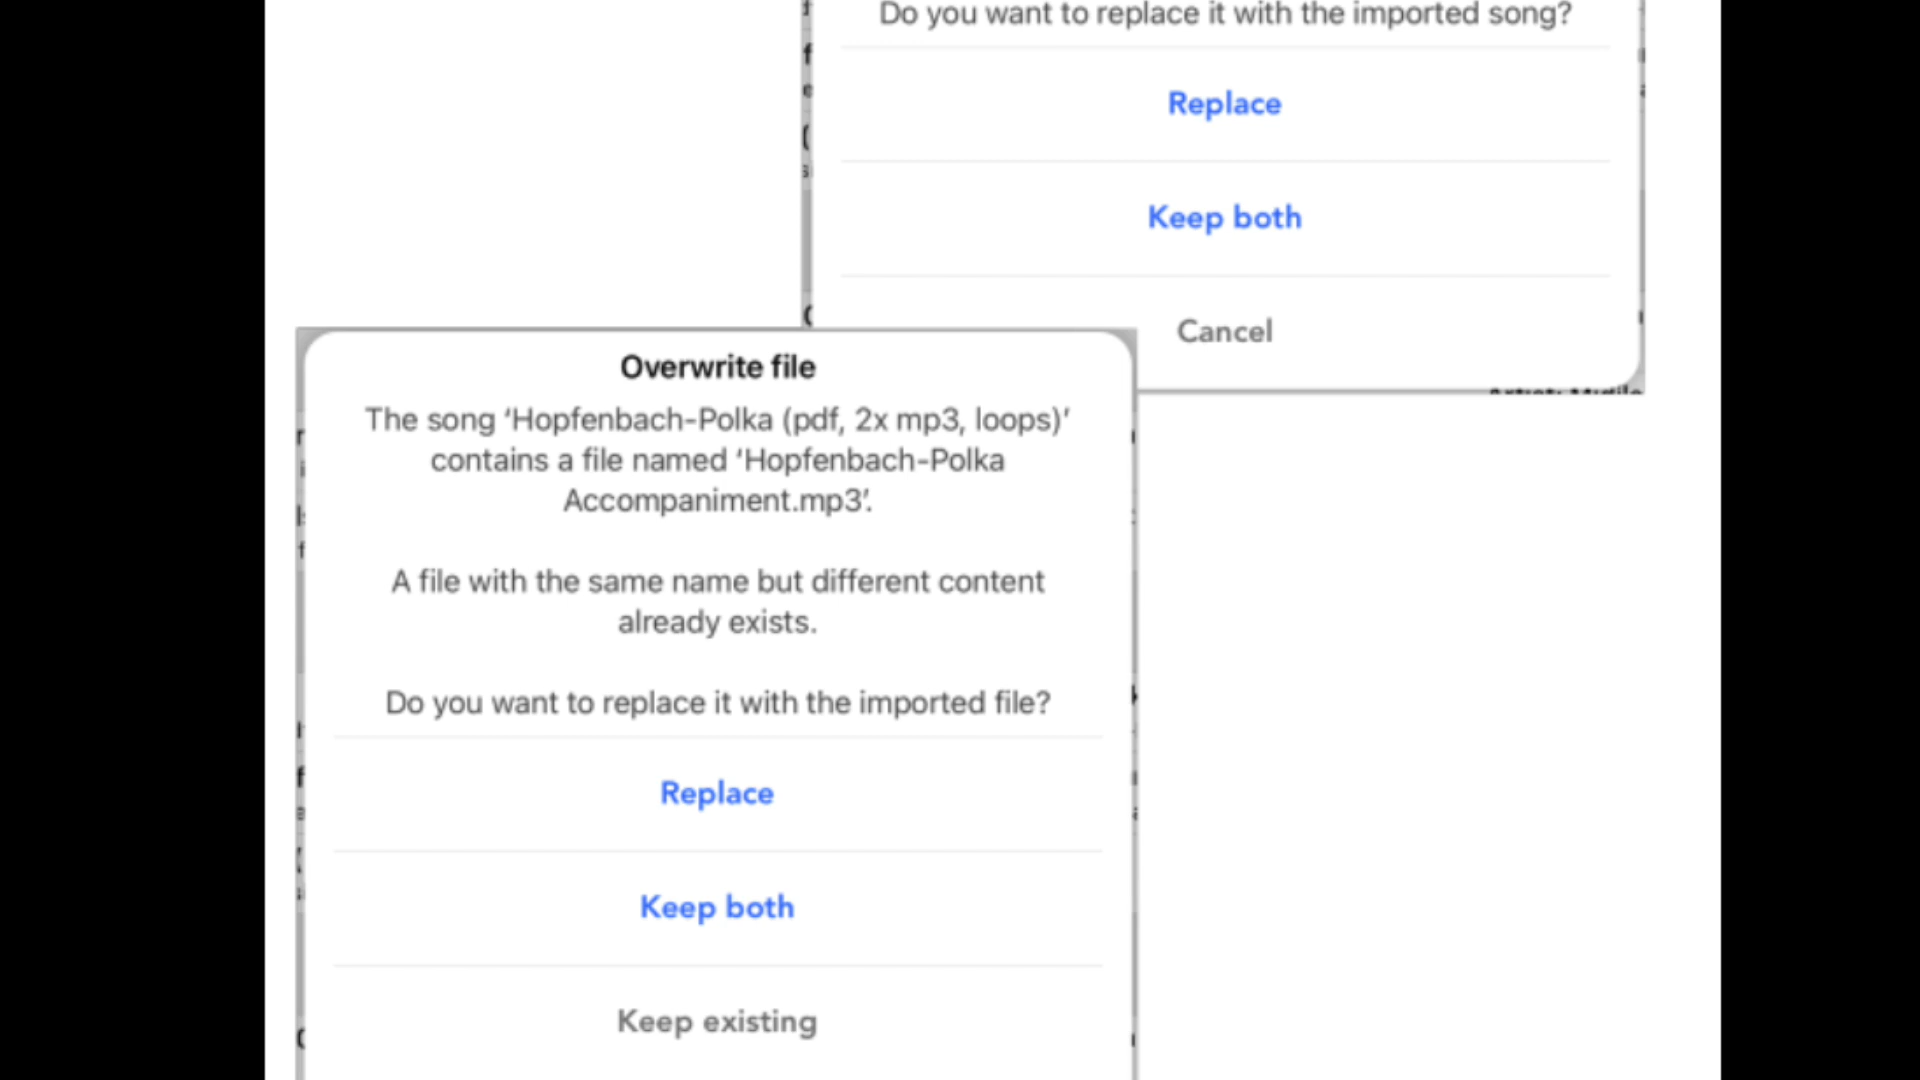 Do you want to replace it with the imported song?
Replace
Keep both
Cancel
Overwrite file
The song ‘Hopfenbach-Polka (pdf, 2x mp3, loops)’
contains a file named ‘Hopfenbach-Polka
Accompaniment.mp3’.
A file with the same name but different content
already exists.
Do you want to replace it with the imported file?
Replace
Keep both
Keep existing